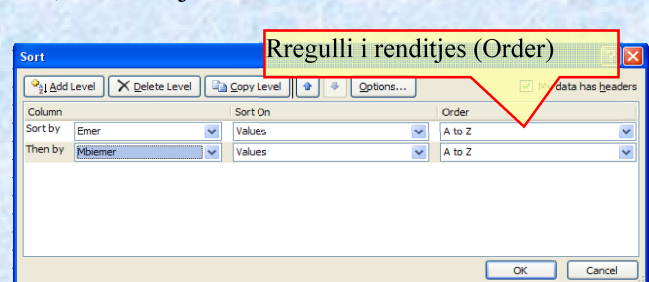 Rregulli i renditjes (Order)
Sort
Add Level Delete Level Copy Level Options... data has headers
Column Sort On Order
Sort by Emer Values A to Z
Then by Mbiemer Values A to Z
OK Cancel